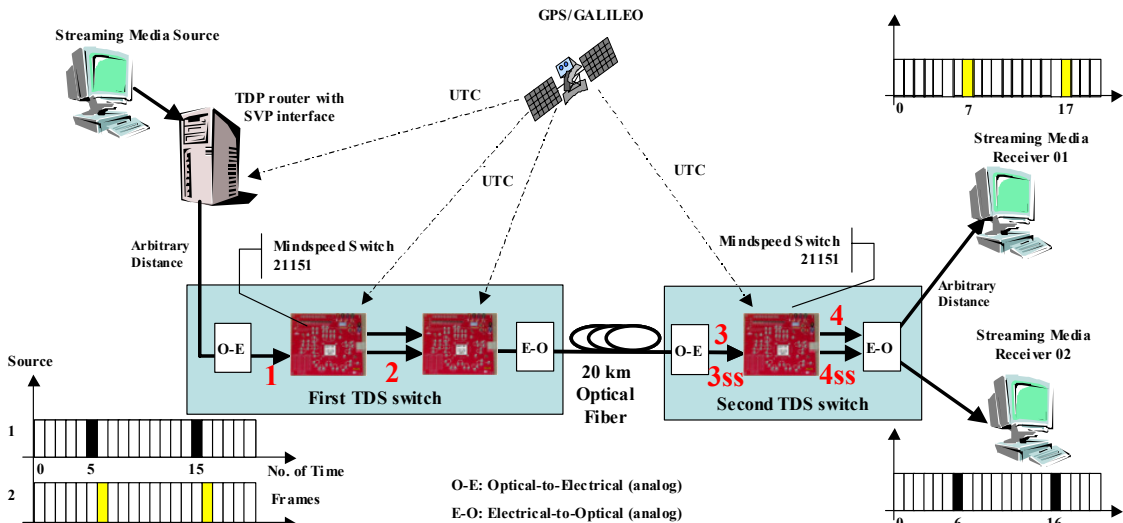 GPS/GALILEO
Streaming Media Source
TDP router with
SVP interface
UTC
UTC
UTC
0
7
17
Streaming Media
Receiver 01
Arbitrary
Distance
Mindspeed Switch
21151
Mindspeed Switch
21151
Arbitrary
Distance
O-E
1
2
E-O
First TDS switch
20 km
Optical
Fiber
O-E
3
3ss
4
4ss
E-O
Second TDS switch
Streaming Media
Receiver 02
Source
1
0
5
15
No. of Time
2
Frames
O-E: Optical-to-Electrical (analog)
E-O: Electrical-to-Optical (analog)
0
6
16